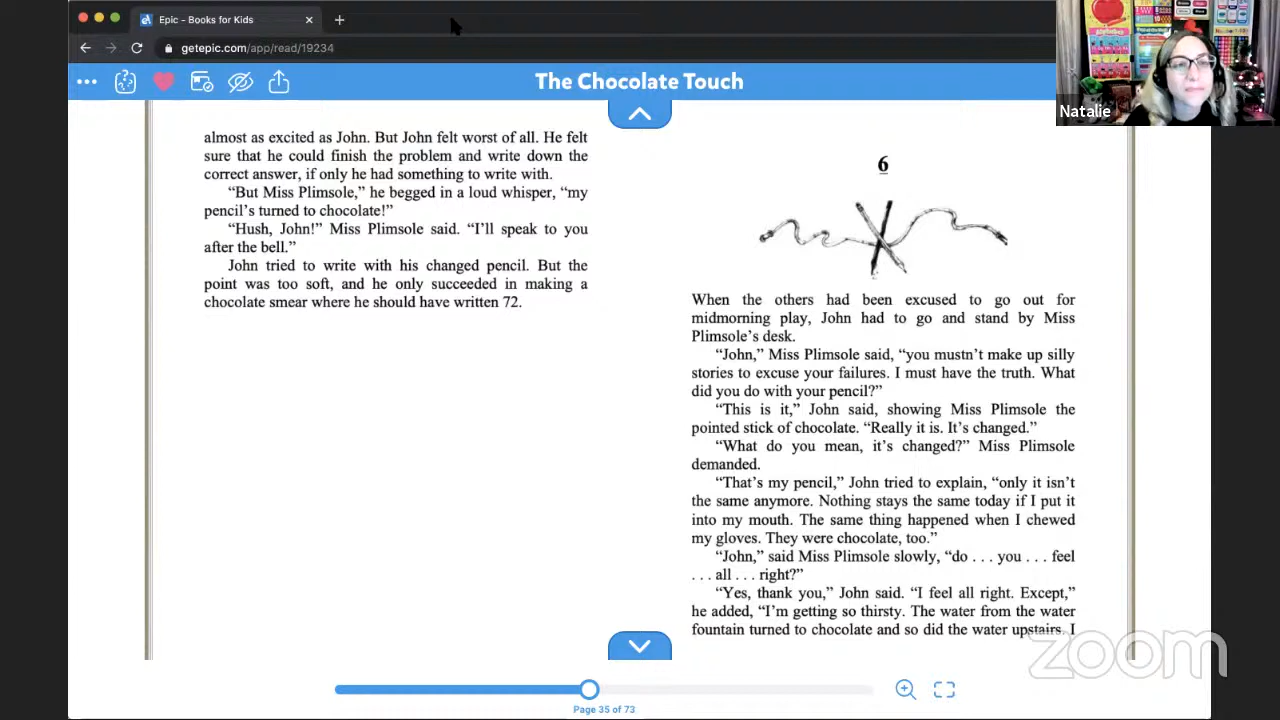 Epic - Books for Kids
getepic.com/app/read/19234
The Chocolate Touch
Natalie
almost as excited as John. But John felt worst of all. He felt
sure that he could finish the problem and write down the
correct answer, if only he had something to write with.
“But Miss Plimsole,” he begged in a loud whisper, “my
pencil’s turned to chocolate!”
“Hush, John!” Miss Plimsole said. “I’ll speak to you
after the bell.”
John tried to write with his changed pencil. But the
point was too soft, and he only succeeded in making a
chocolate smear where he should have written 72.
6
When the others had been excused to go out for
midmorning play, John had to go and stand by Miss
Plimsole’s desk.
“John,” Miss Plimsole said, “you mustn’t make up silly
stories to excuse your failures. I must have the truth. What
did you do with your pencil?”
“This is it,” John said, showing Miss Plimsole the
pointed stick of chocolate. “Really it is. It’s changed.”
“What do you mean, it’s changed?” Miss Plimsole
demanded.
“That’s my pencil,” John tried to explain, “only it isn’t
the same anymore. Nothing stays the same today if I put it
into my mouth. The same thing happened when I chewed
my gloves. They were chocolate, too.”
“John,” said Miss Plimsole slowly, “do . . . you . . . feel
. . . all . . . right?”
“Yes, thank you,” John said. “I feel all right. Except,”
he added, “I’m getting so thirsty. The water from the water
fountain turned to chocolate and so did the water upstairs. I
zoom
Page 35 of 73